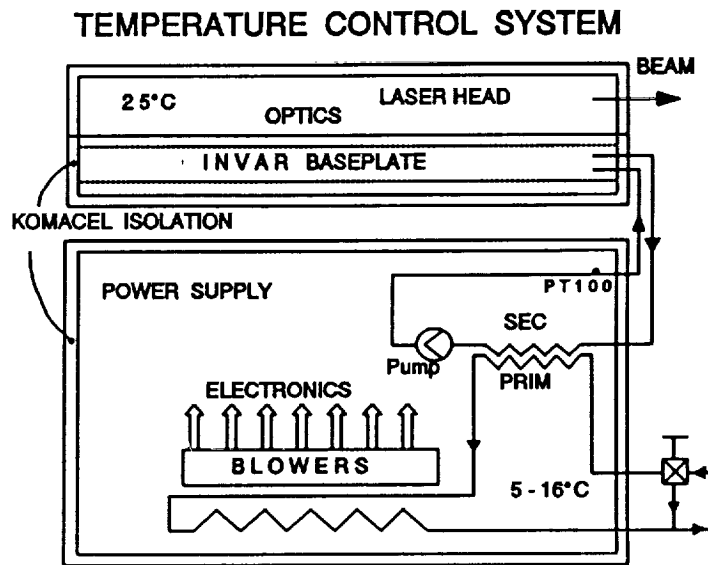 TEMPERATURE CONTROL SYSTEM
BEAM
25°C
LASER HEAD
OPTICS
INVAR BASEPLATE
KOMACEL ISOLATION
POWER SUPPLY
PT100
SEC
Pump
PRIM
ELECTRONICS
BLOWERS
5-16°C